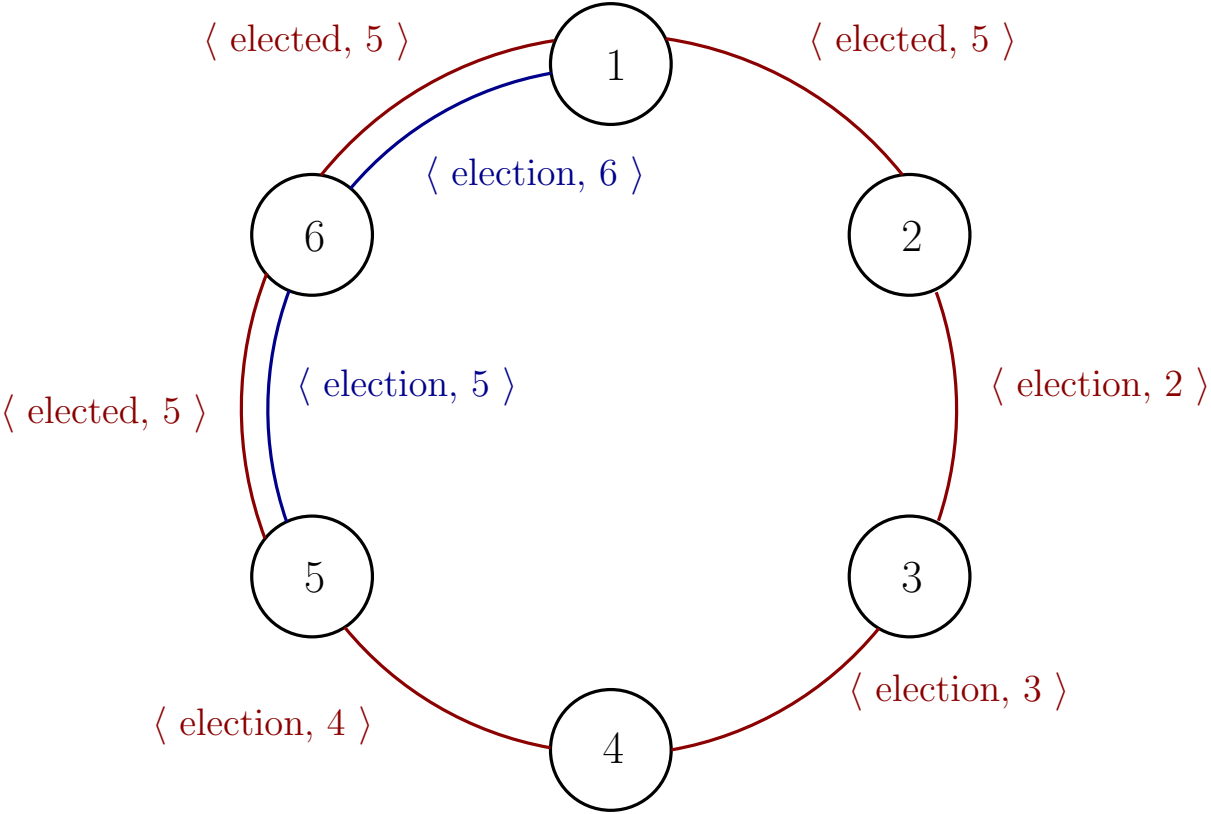 ⟨ elected, 5 ⟩
⟨ elected, 5 ⟩
1
⟨ election, 6 ⟩
6
2
⟨ election, 5 ⟩
⟨ election, 2 ⟩
⟨ elected, 5 ⟩
5
3
⟨ election, 3 ⟩
⟨ election, 4 ⟩
4